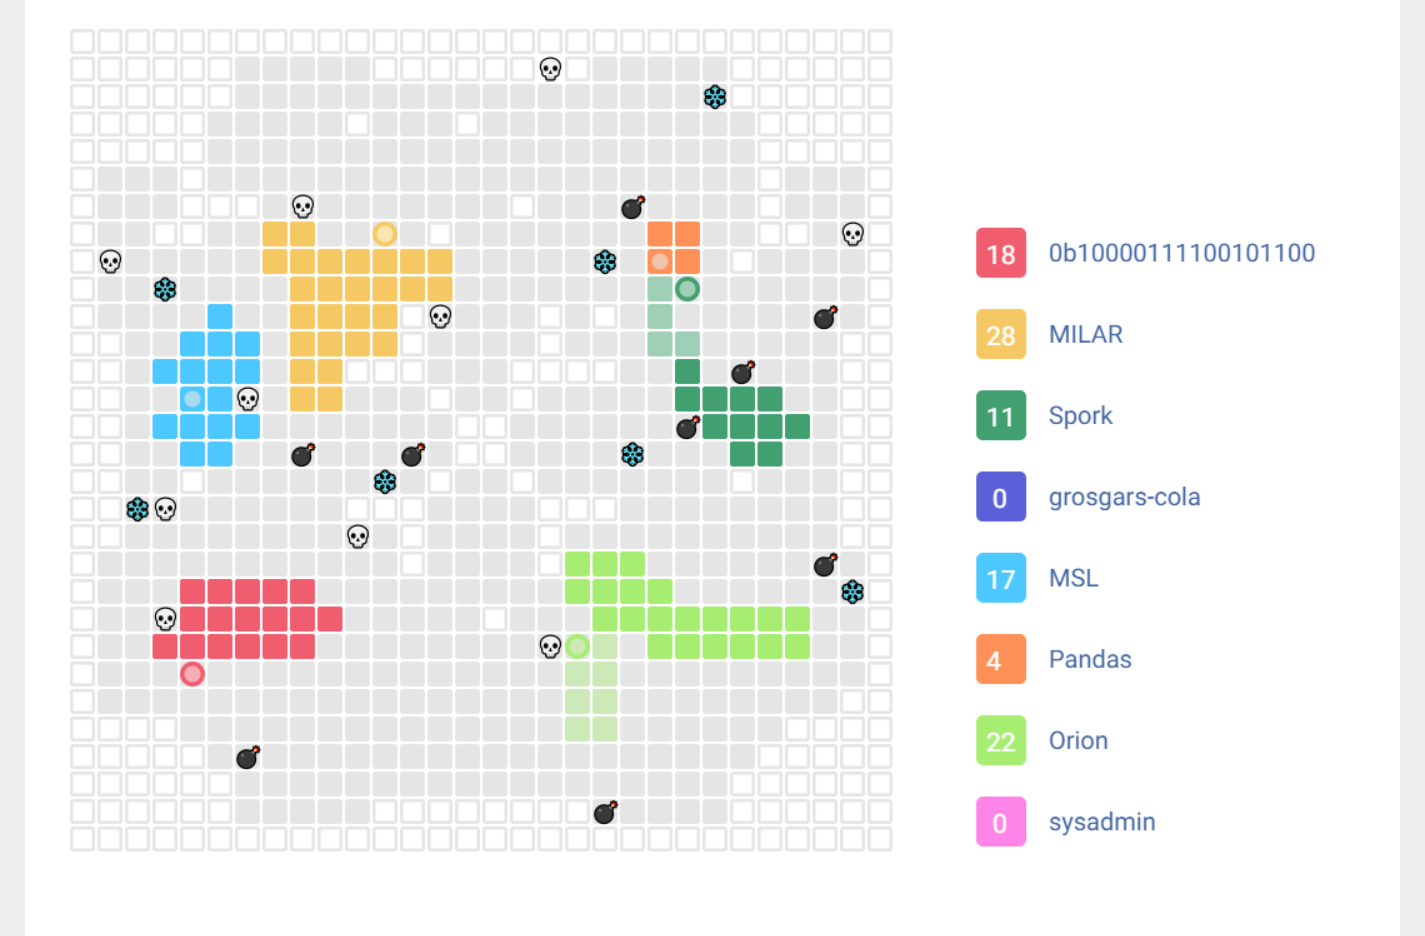 18 0b10000111100101100
28 MILAR
11 Spork
0 grosgars-cola
17 MSL
4 Pandas
22 Orion
0 sysadmin